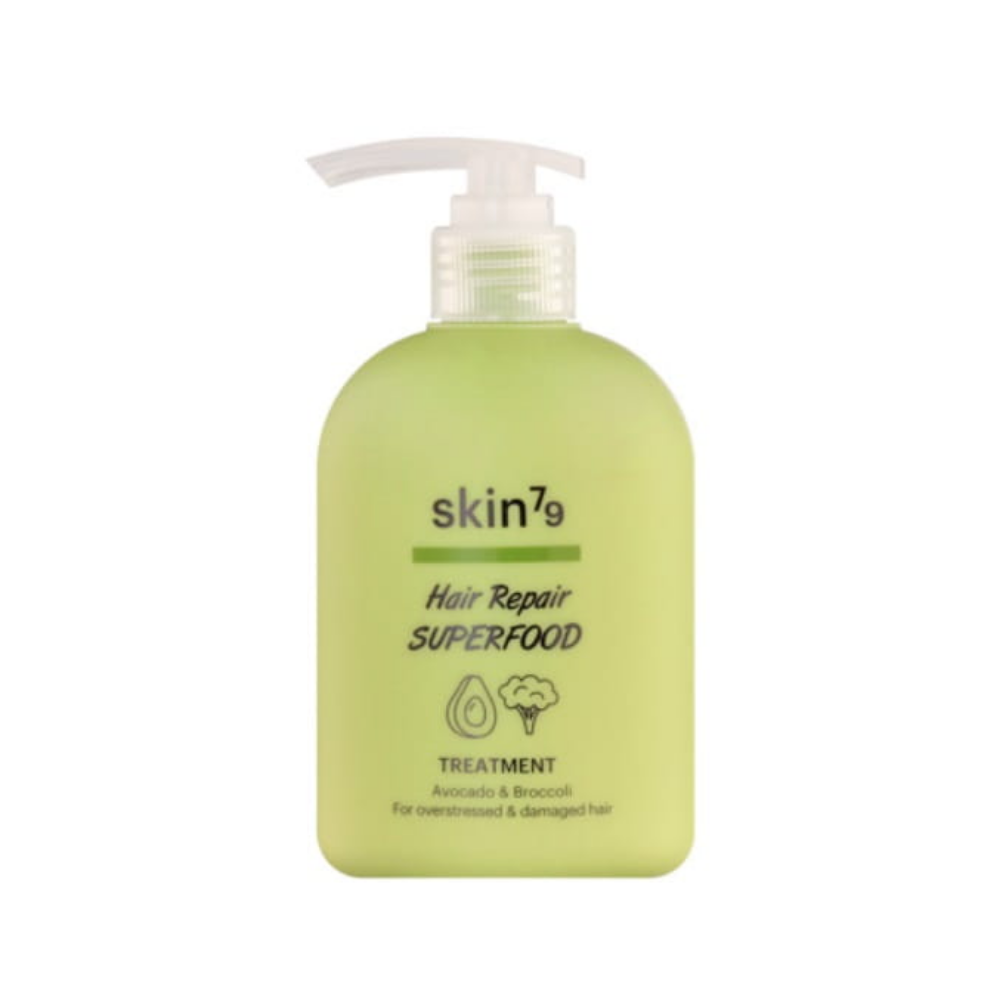 skin79
Hair Repair
SUPERFOOD
TREATMENT
Avocado & Broccoli
For overstressed & damaged hair